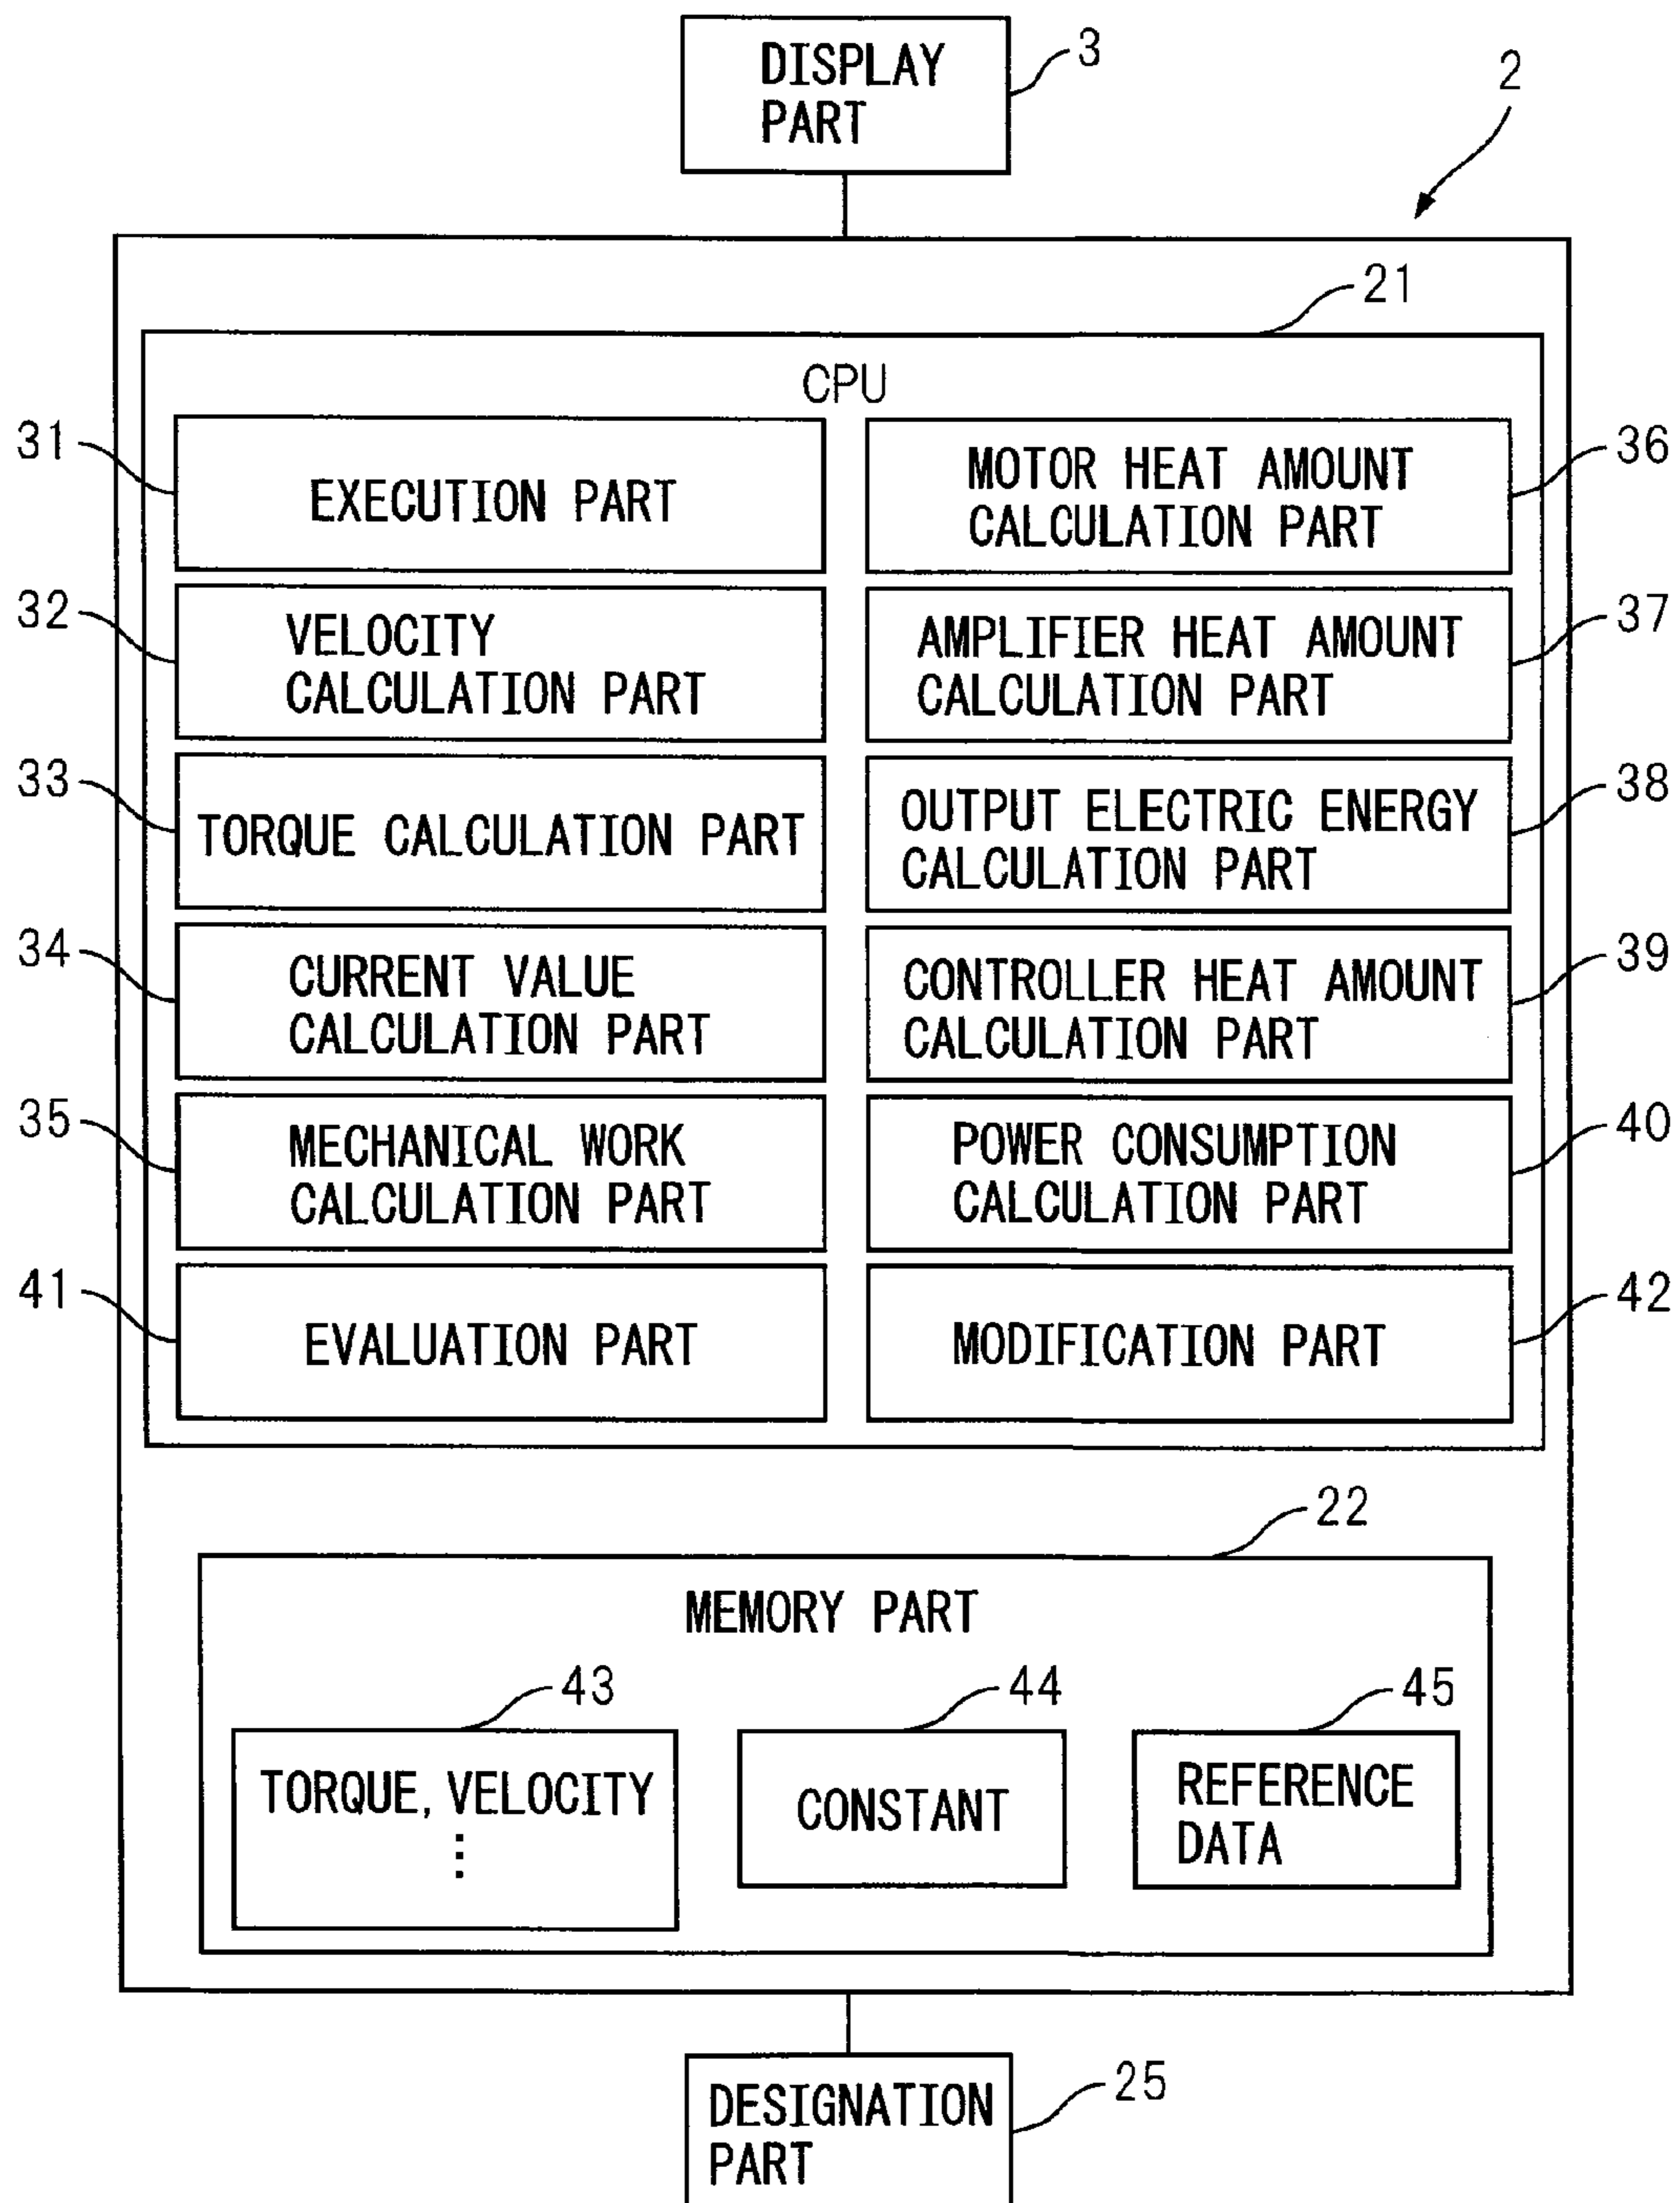 DISPLAY
PART
3
2
21
CPU
31
EXECUTION PART
MOTOR HEAT AMOUNT
CALCULATION PART
36
32
VELOCITY
CALCULATION PART
AMPLIFIER HEAT AMOUNT
CALCULATION PART
37
33
TORQUE CALCULATION PART
OUTPUT ELECTRIC ENERGY
CALCULATION PART
38
34
CURRENT VALUE
CALCULATION PART
CONTROLLER HEAT AMOUNT
CALCULATION PART
39
35
MECHANICAL WORK
CALCULATION PART
POWER CONSUMPTION
CALCULATION PART
40
41
EVALUATION PART
MODIFICATION PART
42
22
MEMORY PART
43
TORQUE, VELOCITY
⋮
44
CONSTANT
45
REFERENCE
DATA
DESIGNATION
PART
25